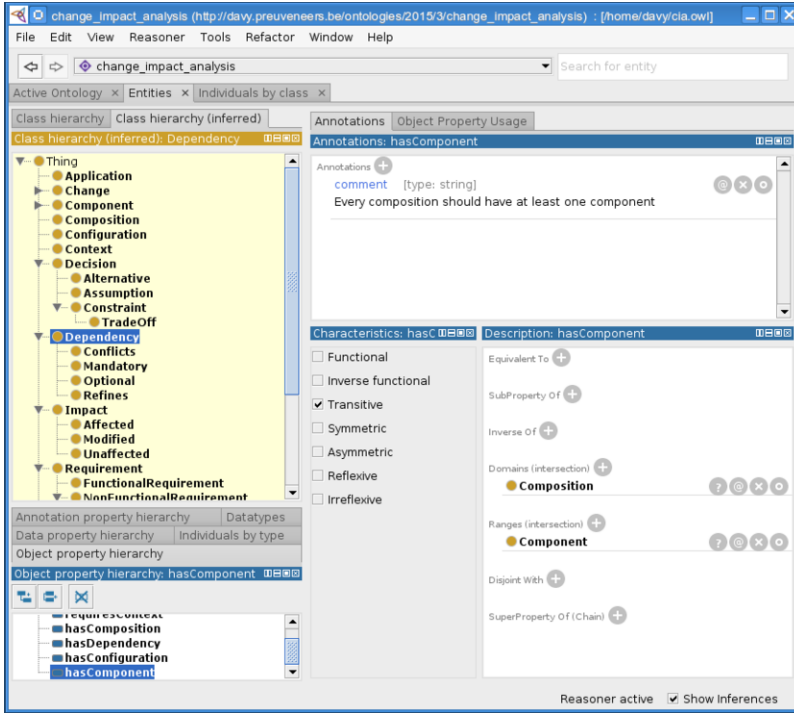 change_impact_analysis (http://davy.preuveneers.be/ontologies/2015/3/change_impact_analysis) : [/home/davy/cia.owl]
File Edit View Reasoner Tools Refactor Window Help
change_impact_analysis
Search for entity
Active Ontology × Entities × Individuals by class ×
Class hierarchy Class hierarchy (inferred)
Class hierarchy (inferred): Dependency
Thing
Application
Change
Component
Composition
Configuration
Context
Decision
Alternative
Assumption
Constraint
TradeOff
Dependency
Conflicts
Mandatory
Optional
Refines
Impact
Affected
Modified
Unaffected
Requirement
FunctionalRequirement
NonFunctionalRequirement
Annotation property hierarchy Datatypes
Data property hierarchy Individuals by type
Object property hierarchy
Object property hierarchy: hasComponent
requiresContext
hasComposition
hasDependency
hasConfiguration
hasComponent
Annotations Object Property Usage
Annotations: hasComponent
Annotations
comment [type: string]
Every composition should have at least one component
Characteristics: hasC
Functional
Inverse functional
Transitive
Symmetric
Asymmetric
Reflexive
Irreflexive
Description: hasComponent
Equivalent To
SubProperty Of
Inverse Of
Domains (intersection)
Composition
Ranges (intersection)
Component
Disjoint With
SuperProperty Of (Chain)
Reasoner active Show Inferences